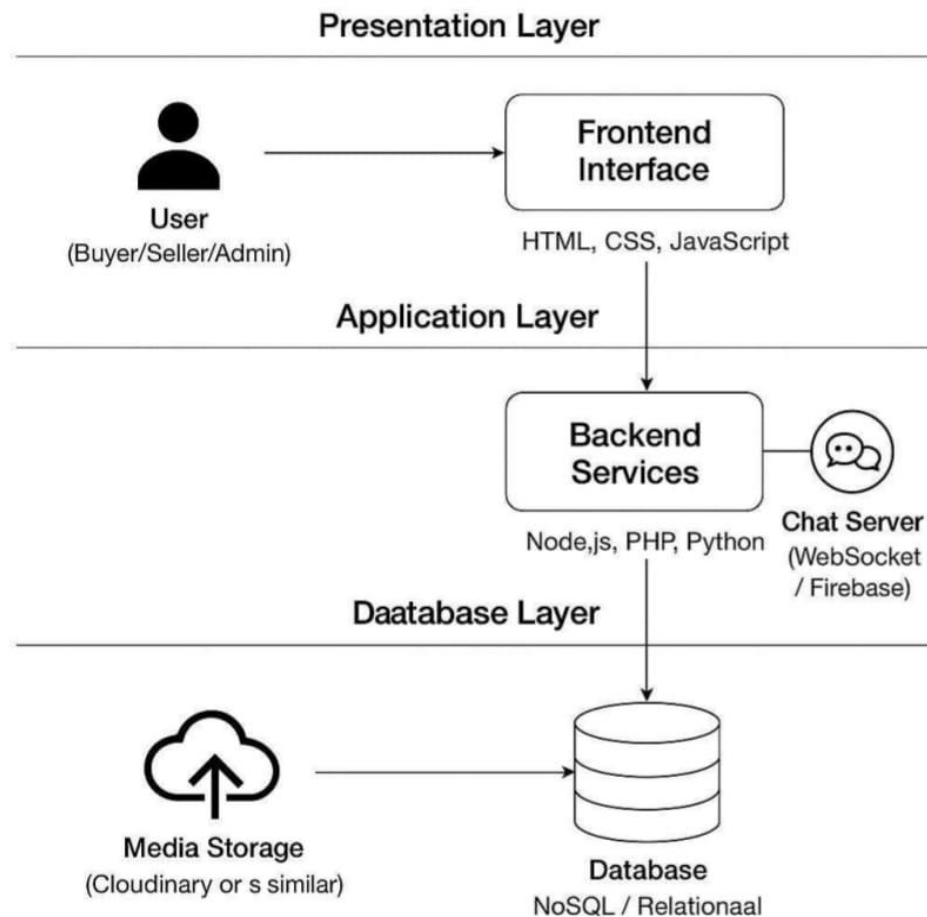 Presentation Layer
Frontend
Interface
User
(Buyer/Seller/Admin)
HTML, CSS, JavaScript
Application Layer
Backend
Services
Node,js, PHP, Python
Chat Server
(WebSocket
/ Firebase)
Daatabase Layer
Media Storage
(Cloudinary or s similar)
Database
NoSQL / Relationaal